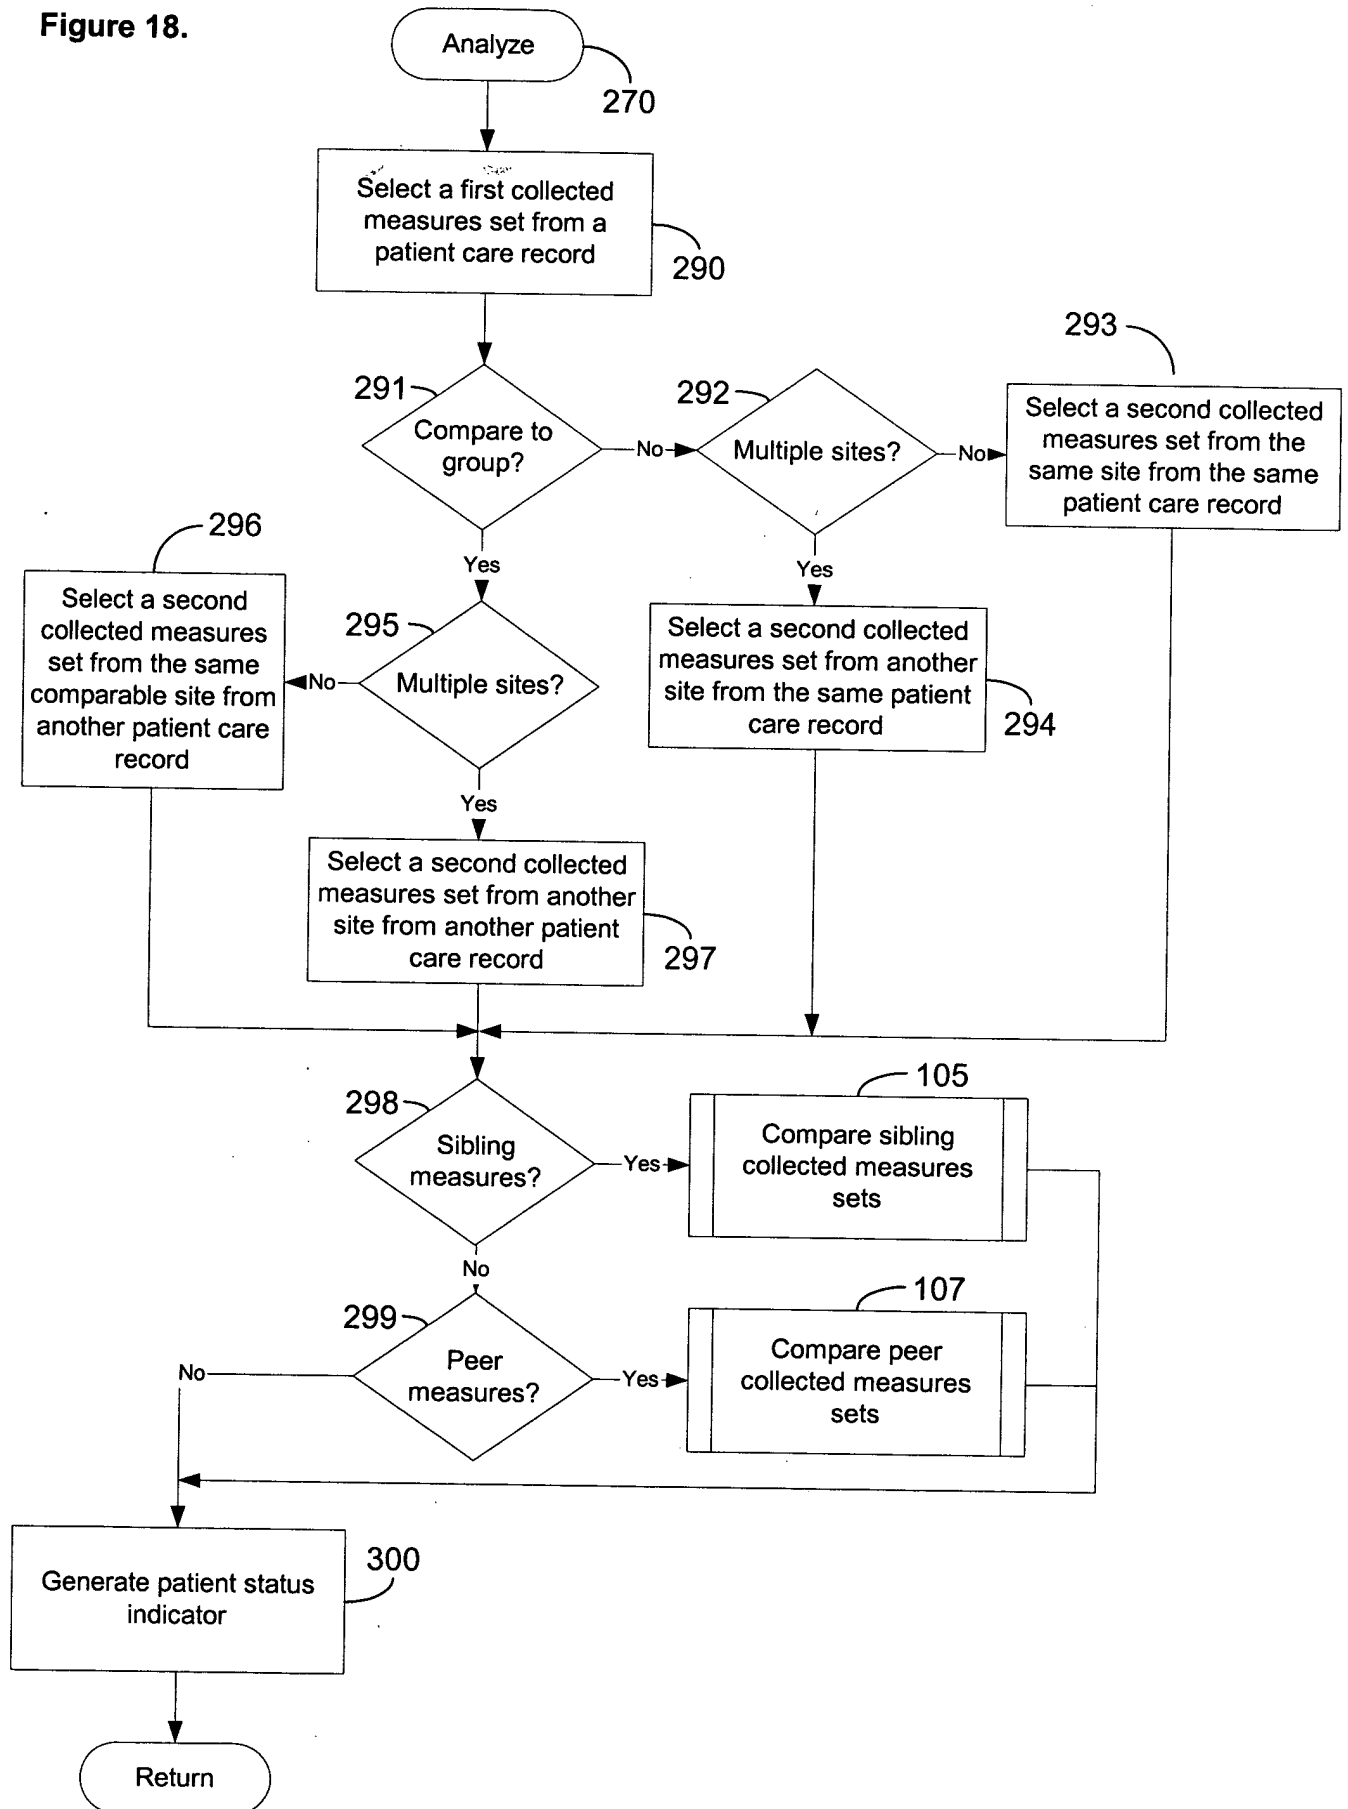 Figure 18.
Analyze
270
Select a first collected
measures set from a
patient care record
290
291
Compare to
group?
No
292
Multiple sites?
No
293
Select a second collected
measures set from the
same site from the same
patient care record
Yes
Yes
296
Select a second
collected measures
set from the same
comparable site from
another patient care
record
No
295
Multiple sites?
Select a second collected
measures set from another
site from the same patient
care record
294
Yes
Select a second collected
measures set from another
site from another patient
care record
297
298
Sibling
measures?
Yes
105
Compare sibling
collected measures
sets
No
299
Peer
measures?
Yes
107
Compare peer
collected measures
sets
No
Generate patient status
indicator
300
Return